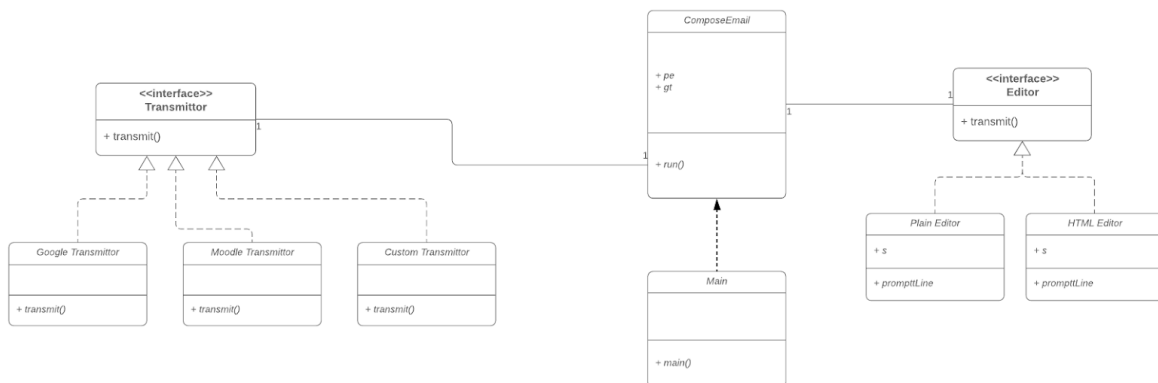 ComposeEmail
+ pe
+ gt
+ run()
<<interface>>
Transmittor
+ transmit()
1
1
1
1
<<interface>>
Editor
+ transmit()
Google Transmittor
+ transmit()
Moodle Transmittor
+ transmit()
Custom Transmittor
+ transmit()
Main
+ main()
Plain Editor
+ s
+ prompttLine
HTML Editor
+ s
+ prompttLine